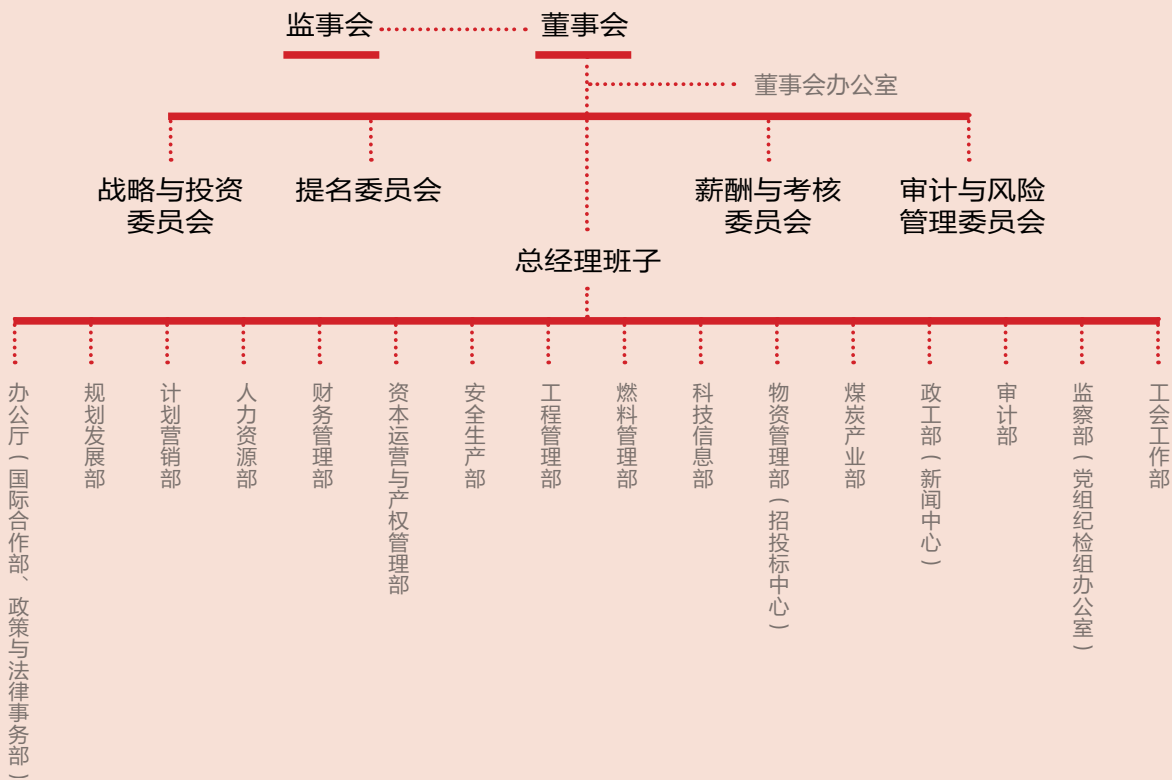 监事会
董事会
董事会办公室
战略与投资
委员会
提名委员会
薪酬与考核
委员会
审计与风险
管理委员会
总经理班子
办公厅(国际合作部、政策与法律事务部)
规划发展部
计划营销部
人力资源部
财务管理部
资本运营与产权管理部
安全生产部
工程管理部
燃料管理部
科技信息部
物资管理部(招投标中心)
煤炭产业部
政工部(新闻中心)
审计部
监察部(党组纪检组办公室)
工会工作部